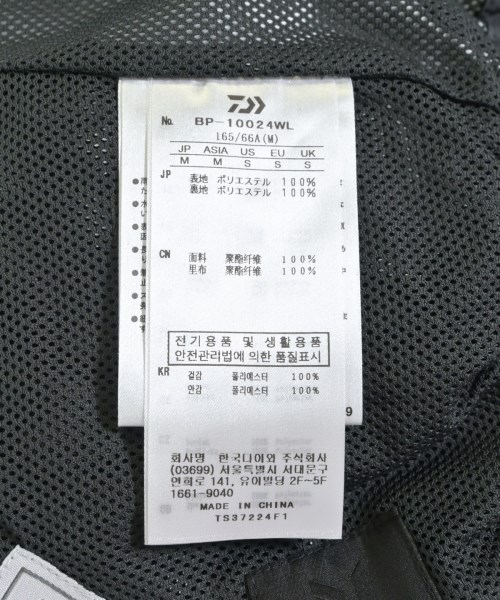 No. BP-10024WL
165/66A(M)
JP ASIA US EU UK
M M S S S
JP 表地 ポリエステル 100%
裏地 ポリエステル 100%
CN 面料 聚酯纤维 100%
里布 聚酯纤维 100%
전기용품 및 생활용품
안전관리법에 의한 품질표시
KR 겉감 폴리에스터 100%
안감 폴리에스터 100%
회사명 한국다이와 주식회사
(03699) 서울특별시 서대문구
연희로 141, 유이빌딩 2F~5F
1661-9040
MADE IN CHINA
TS37224F1
9